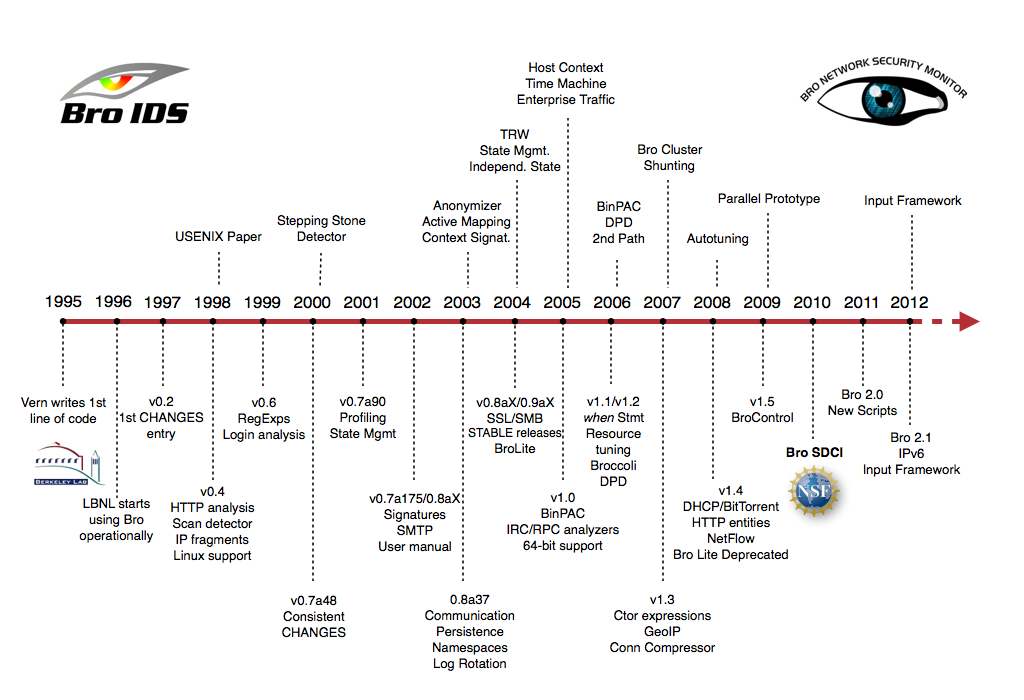 Bro IDS
BRO NETWORK SECURITY MONITOR
Host Context
Time Machine
Enterprise Traffic
TRW
State Mgmt.
Independ. State
Bro Cluster
Shunting
Anonymizer
Active Mapping
Context Signat.
BinPAC
DPD
2nd Path
Parallel Prototype
Input Framework
USENIX Paper
Stepping Stone
Detector
Autotuning
1995 1996 1997 1998 1999 2000 2001 2002 2003 2004 2005 2006 2007 2008 2009 2010 2011 2012
Vern writes 1st
line of code
BERKELEY LAB
LBNL starts
using Bro
operationally
v0.2
1st CHANGES
entry
v0.4
HTTP analysis
Scan detector
IP fragments
Linux support
v0.6
RegExps
Login analysis
v0.7a48
Consistent
CHANGES
v0.7a90
Profiling
State Mgmt
v0.7a175/0.8aX
Signatures
SMTP
User manual
0.8a37
Communication
Persistence
Namespaces
Log Rotation
v0.8aX/0.9aX
SSL/SMB
STABLE releases
BroLite
v1.0
BinPAC
IRC/RPC analyzers
64-bit support
v1.1/v1.2
when Stmt
Resource
tuning
Broccoli
DPD
v1.3
Ctor expressions
GeoIP
Conn Compressor
v1.4
DHCP/BitTorrent
HTTP entities
NetFlow
Bro Lite Deprecated
v1.5
BroControl
Bro SDCI
NSF
Bro 2.0
New Scripts
Bro 2.1
IPv6
Input Framework